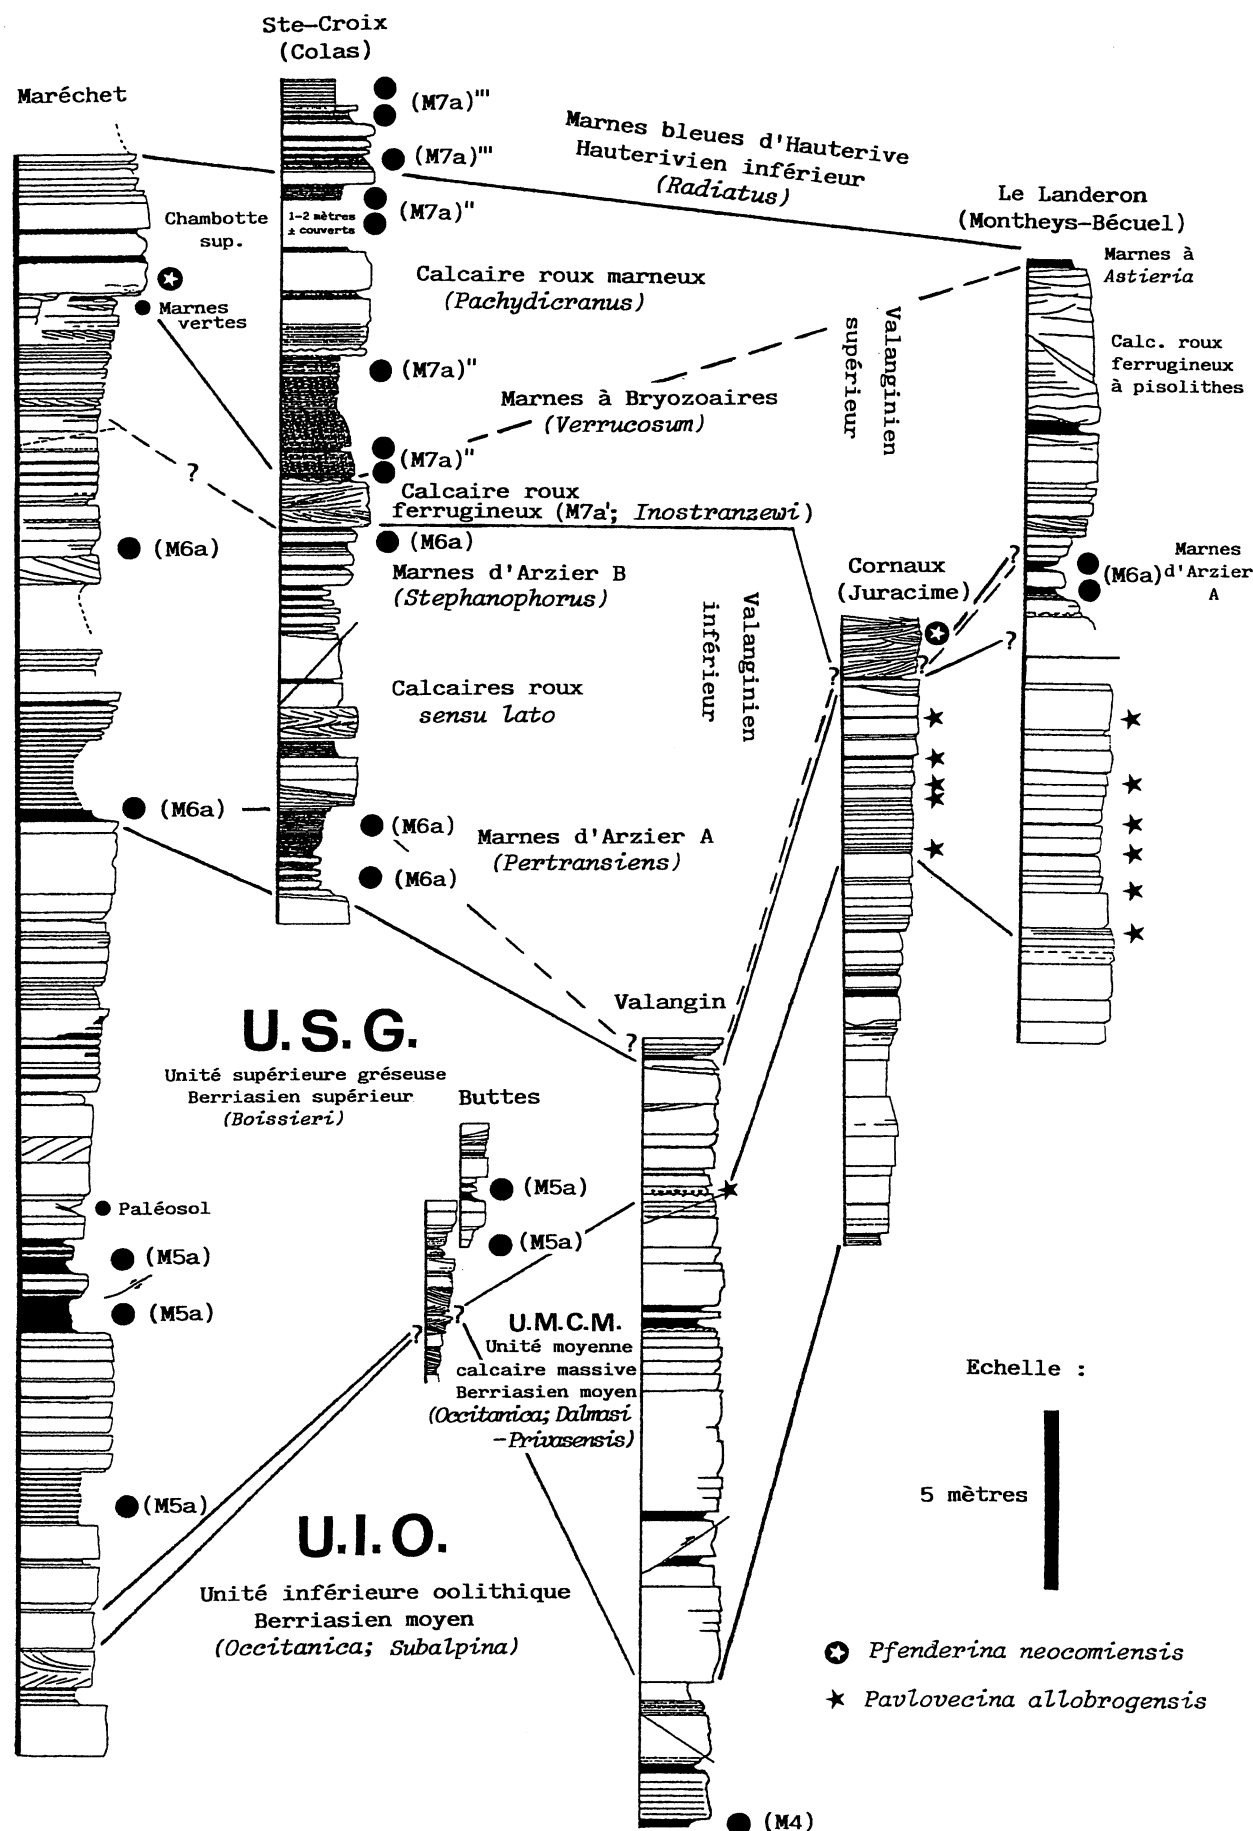 Ste-Croix
(Colas)
Maréchet
(M7a)'''
Marnes bleues d'Hauterive
Hauterivien inférieur
(Radiatus)
(M7a)'''
Le Landeron
(Montheys-Bécuel)
Chambotte
sup.
1-2 mètres
± couverts
(M7a)''
Marnes à
Astieria
Calcaire roux marneux
(Pachydicranus)
Marnes
vertes
Valanginien
supérieur
Calc. roux
ferrugineux
à pisolithes
(M7a)''
Marnes à Bryozoaires
(Verrucosum)
?
(M7a)''
Calcaire roux
ferrugineux (M7a'; Inostranzewi)
(M6a)
(M6a)
Marnes d'Arzier B
(Stephanophorus)
Cornaux
(Juracime)
?
(M6a)
Marnes
d'Arzier
A
Valanginien
inférieur
?
?
?
Calcaires roux
sensu lato
(M6a)
(M6a)
Marnes d'Arzier A
(Pertransiens)
(M6a)
Valangin
?
U.S.G.
Unité supérieure gréseuse
Berriasien supérieur
(Boissieri)
Buttes
(M5a)
Paléosol
(M5a)
(M5a)
(M5a)
?
?
U.M.C.M.
Unité moyenne
calcaire massive
Berriasien moyen
(Occitanica; Dalmasi
-Privasensis)
Echelle :
5 mètres
(M5a)
U.I.O.
Unité inférieure oolithique
Berriasien moyen
(Occitanica; Subalpina)
Pfenderina neocomiensis
Pavlovecina allobrogensis
(M4)